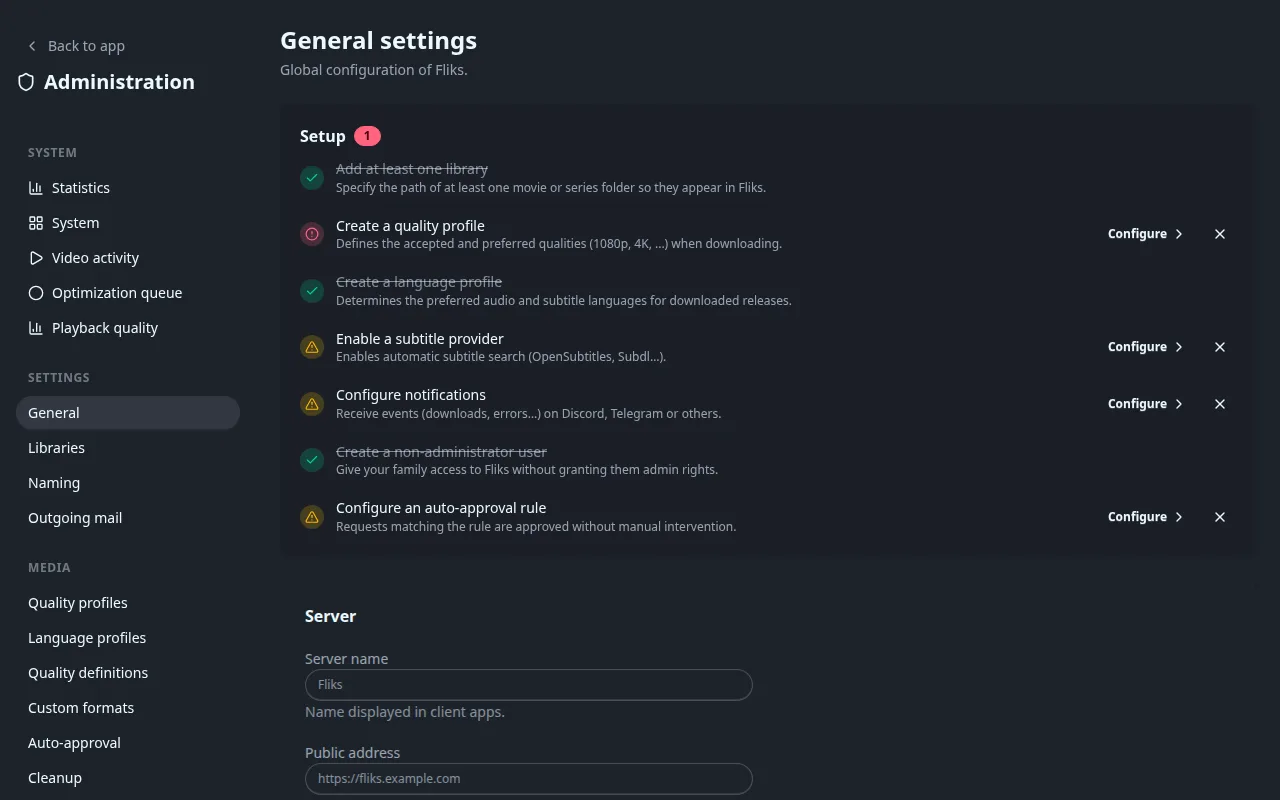 Back to app
Administration
SYSTEM
Statistics
System
Video activity
Optimization queue
Playback quality
SETTINGS
General
Libraries
Naming
Outgoing mail
MEDIA
Quality profiles
Language profiles
Quality definitions
Custom formats
Auto-approval
Cleanup
General settings
Global configuration of Fliks.
Setup 1
Add at least one library
Specify the path of at least one movie or series folder so they appear in Fliks.
Create a quality profile
Defines the accepted and preferred qualities (1080p, 4K, ...) when downloading.
Configure
Create a language profile
Determines the preferred audio and subtitle languages for downloaded releases.
Enable a subtitle provider
Enables automatic subtitle search (OpenSubtitles, Subdl...).
Configure
Configure notifications
Receive events (downloads, errors...) on Discord, Telegram or others.
Configure
Create a non-administrator user
Give your family access to Fliks without granting them admin rights.
Configure an auto-approval rule
Requests matching the rule are approved without manual intervention.
Configure
Server
Server name
Fliks
Name displayed in client apps.
Public address
https://fliks.example.com